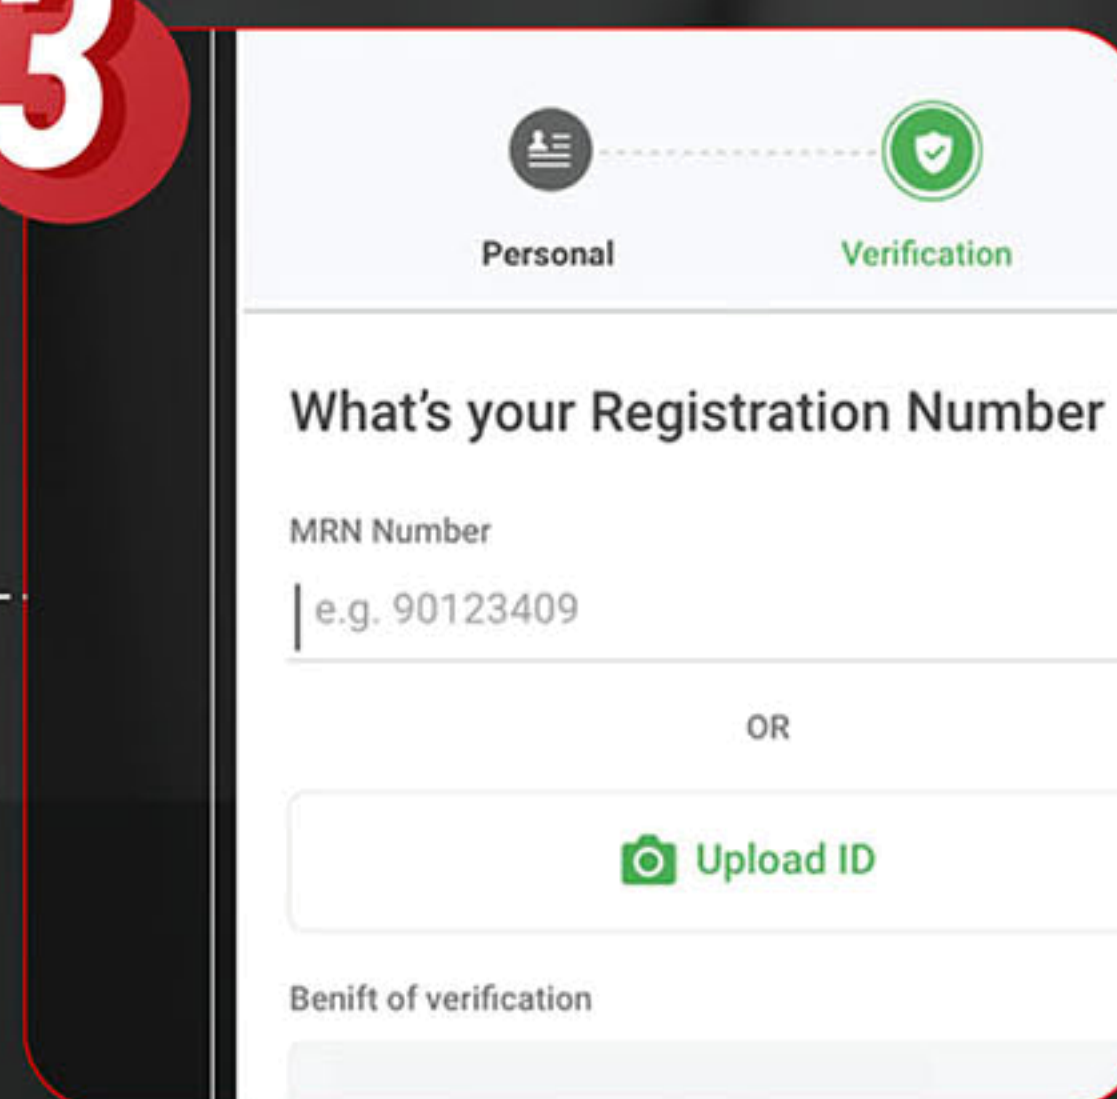 3
Personal
Verification
What's your Registration Number
MRN Number
e.g. 90123409
OR
Upload ID
Benift of verification